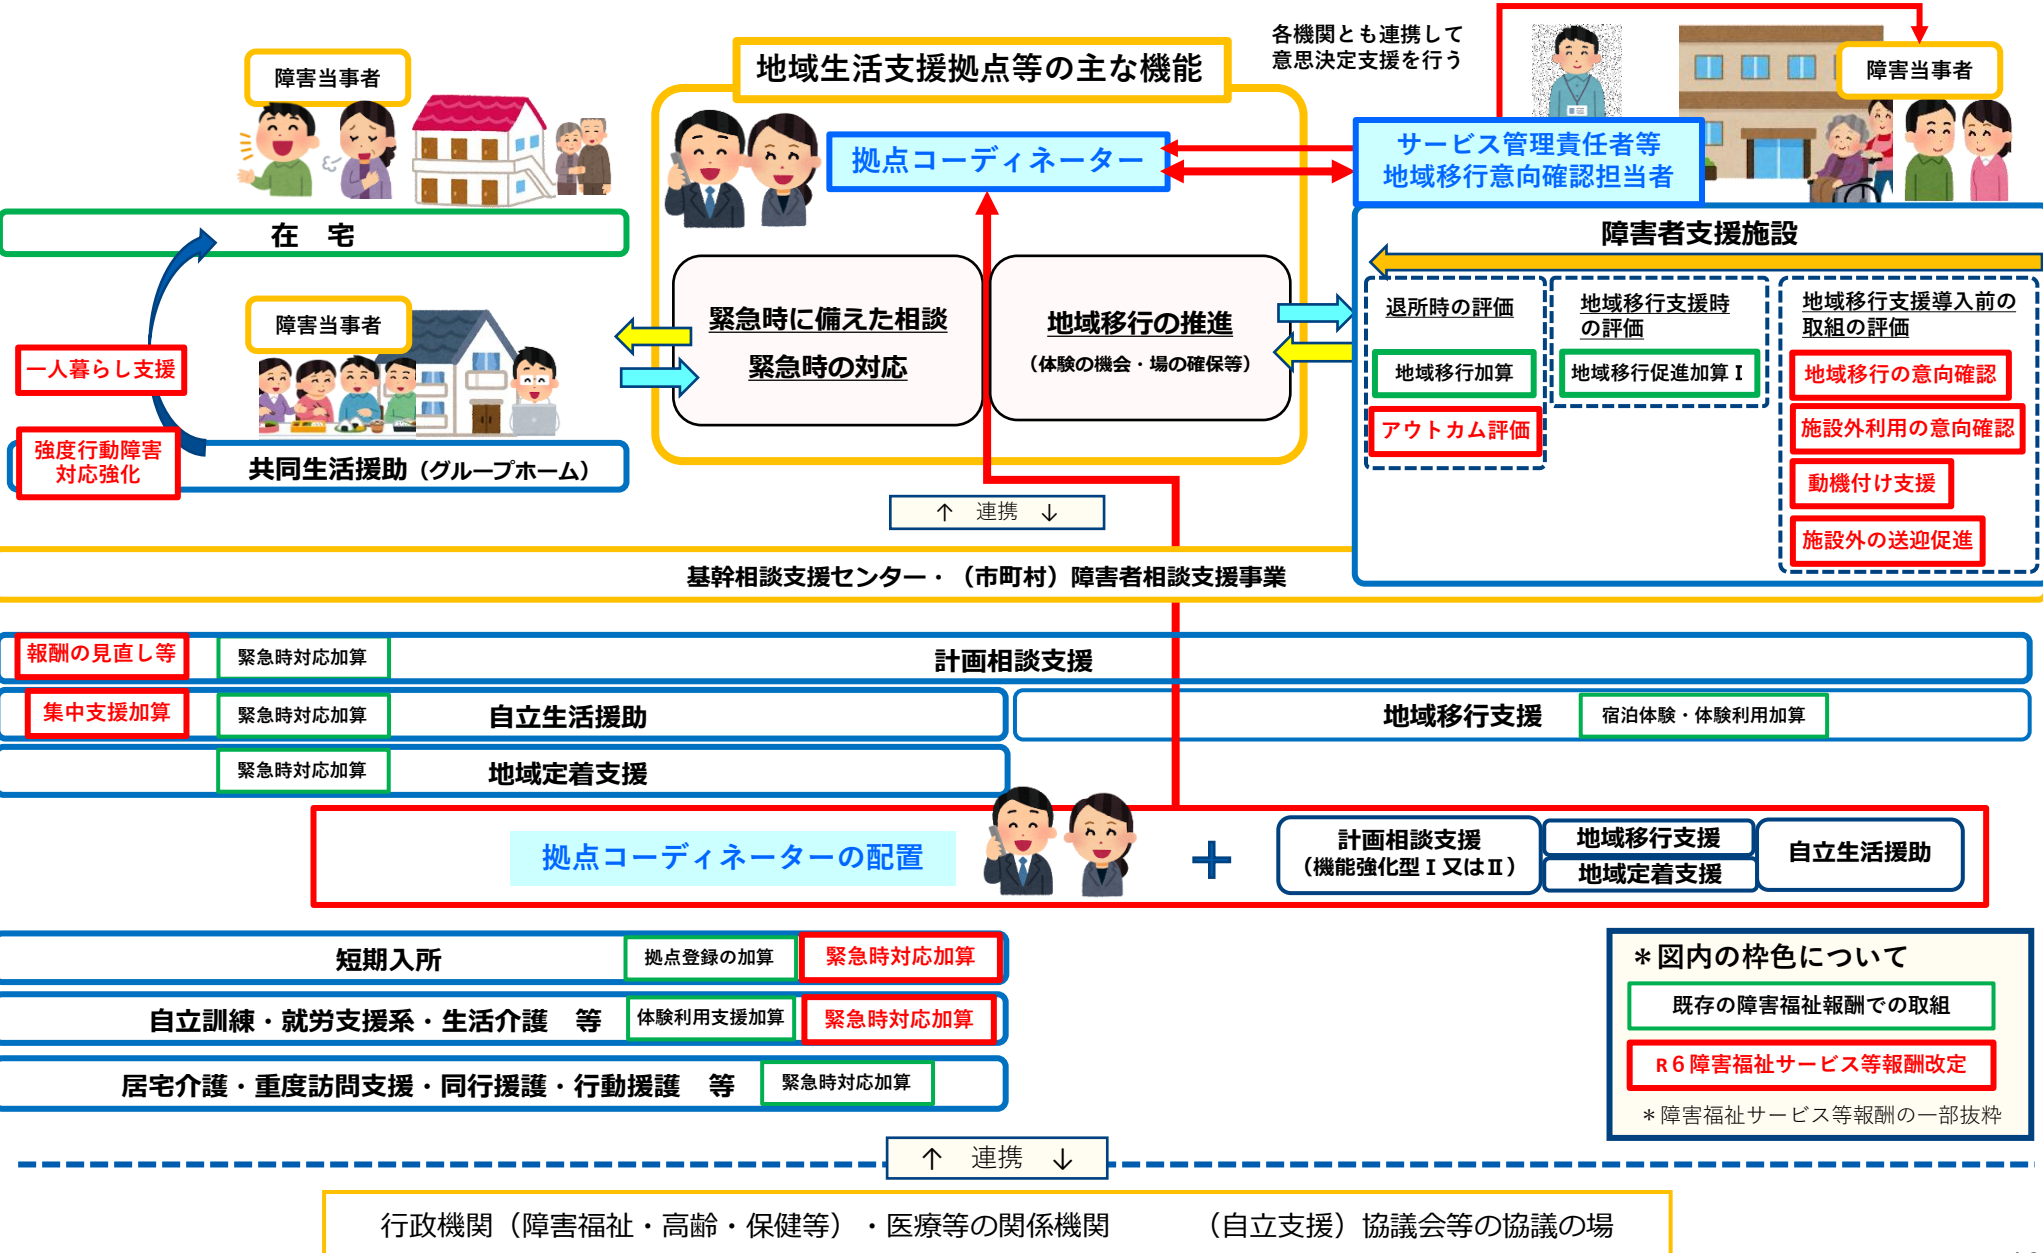 各機関とも連携して
意思決定支援を行う
地域生活支援拠点等の主な機能
障害当事者
障害当事者
拠点コーディネーター
サービス管理責任者等
地域移行意向確認担当者
在　宅
障害者支援施設
緊急時に備えた相談
緊急時の対応
地域移行の推進
（体験の機会・場の確保等）
退所時の評価
地域移行加算
アウトカム評価
地域移行支援時
の評価
地域移行促進加算Ⅰ
地域移行支援導入前の
取組の評価
地域移行の意向確認
施設外利用の意向確認
動機付け支援
施設外の送迎促進
障害当事者
一人暮らし支援
強度行動障害
対応強化
共同生活援助（グループホーム）
↑　連携　↓
基幹相談支援センター・（市町村）障害者相談支援事業
報酬の見直し等
緊急時対応加算
計画相談支援
集中支援加算
緊急時対応加算
自立生活援助
地域移行支援
宿泊体験・体験利用加算
緊急時対応加算
地域定着支援
拠点コーディネーターの配置
＋
計画相談支援
（機能強化型Ⅰ又はⅡ）
地域移行支援
地域定着支援
自立生活援助
短期入所
拠点登録の加算
緊急時対応加算
自立訓練・就労支援系・生活介護　等
体験利用支援加算
緊急時対応加算
居宅介護・重度訪問支援・同行援護・行動援護　等
緊急時対応加算
＊図内の枠色について
既存の障害福祉報酬での取組
R６障害福祉サービス等報酬改定
＊障害福祉サービス等報酬の一部抜粋
↑　連携　↓
行政機関（障害福祉・高齢・保健等）・医療等の関係機関　　　（自立支援）協議会等の協議の場